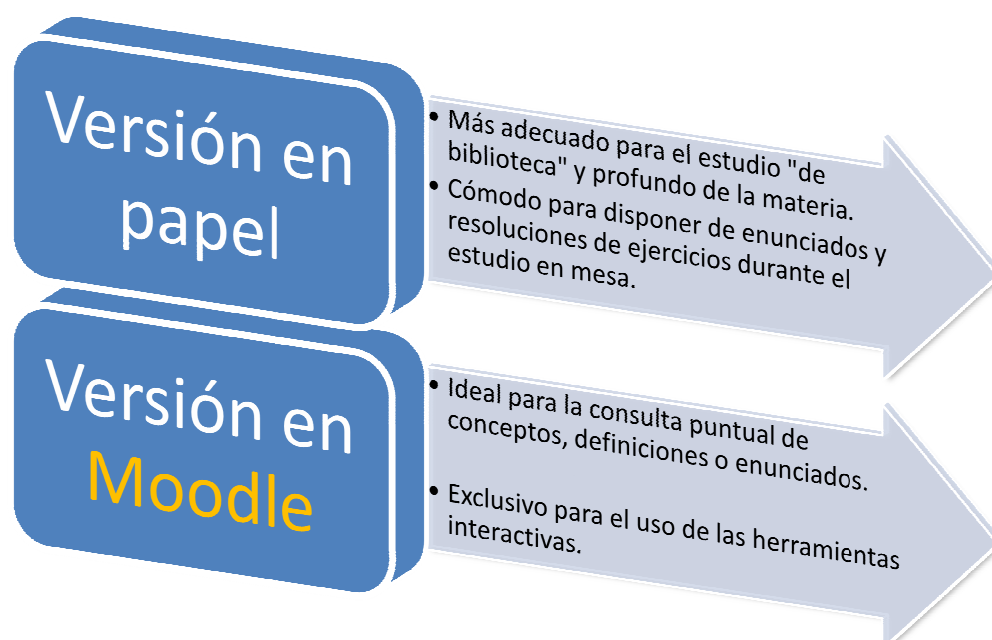 Versión en
papel
• Más adecuado para el estudio "de
biblioteca" y profundo de la materia.
• Cómodo para disponer de enunciados y
resoluciones de ejercicios durante el
estudio en mesa.
Versión en
Moodle
• Ideal para la consulta puntual de
conceptos, definiciones o enunciados.
• Exclusivo para el uso de las herramientas
interactivas.